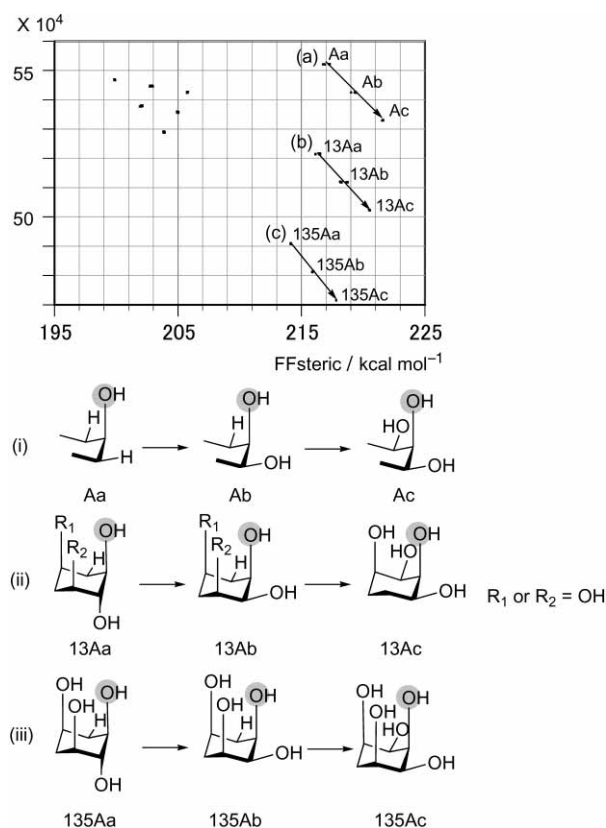 X 10⁴
55
(a) Aa
Ab
Ac
(b) 13Aa
13Ab
50
13Ac
(c) 135Aa
135Ab
135Ac
195 205 215 225
FFsteric / kcal mol⁻¹
OH OH OH
H H HO
(i)
H OH OH
Aa Ab Ac
R₁ OH R₁ OH OH OH
R₂ H R₂ H HO
(ii)
OH OH OH
R₁ or R₂ = OH
13Aa 13Ab 13Ac
OH OH OH OH OH OH
OH H OH H OH HO
(iii)
OH OH OH
135Aa 135Ab 135Ac